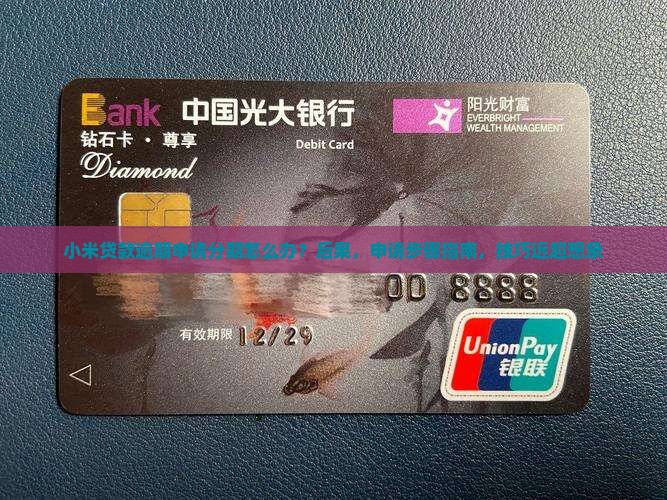 Bank 中国光大银行
阳光财富
EVERBRIGHT
WEALTH MANAGEMENT
钻石卡·尊享
Debit Card
Diamond
小米贷款逾期申请分期怎么办？后果，申请步骤指南，技巧远超想象
00 8888
有效期限 12/29
UnionPay
银联